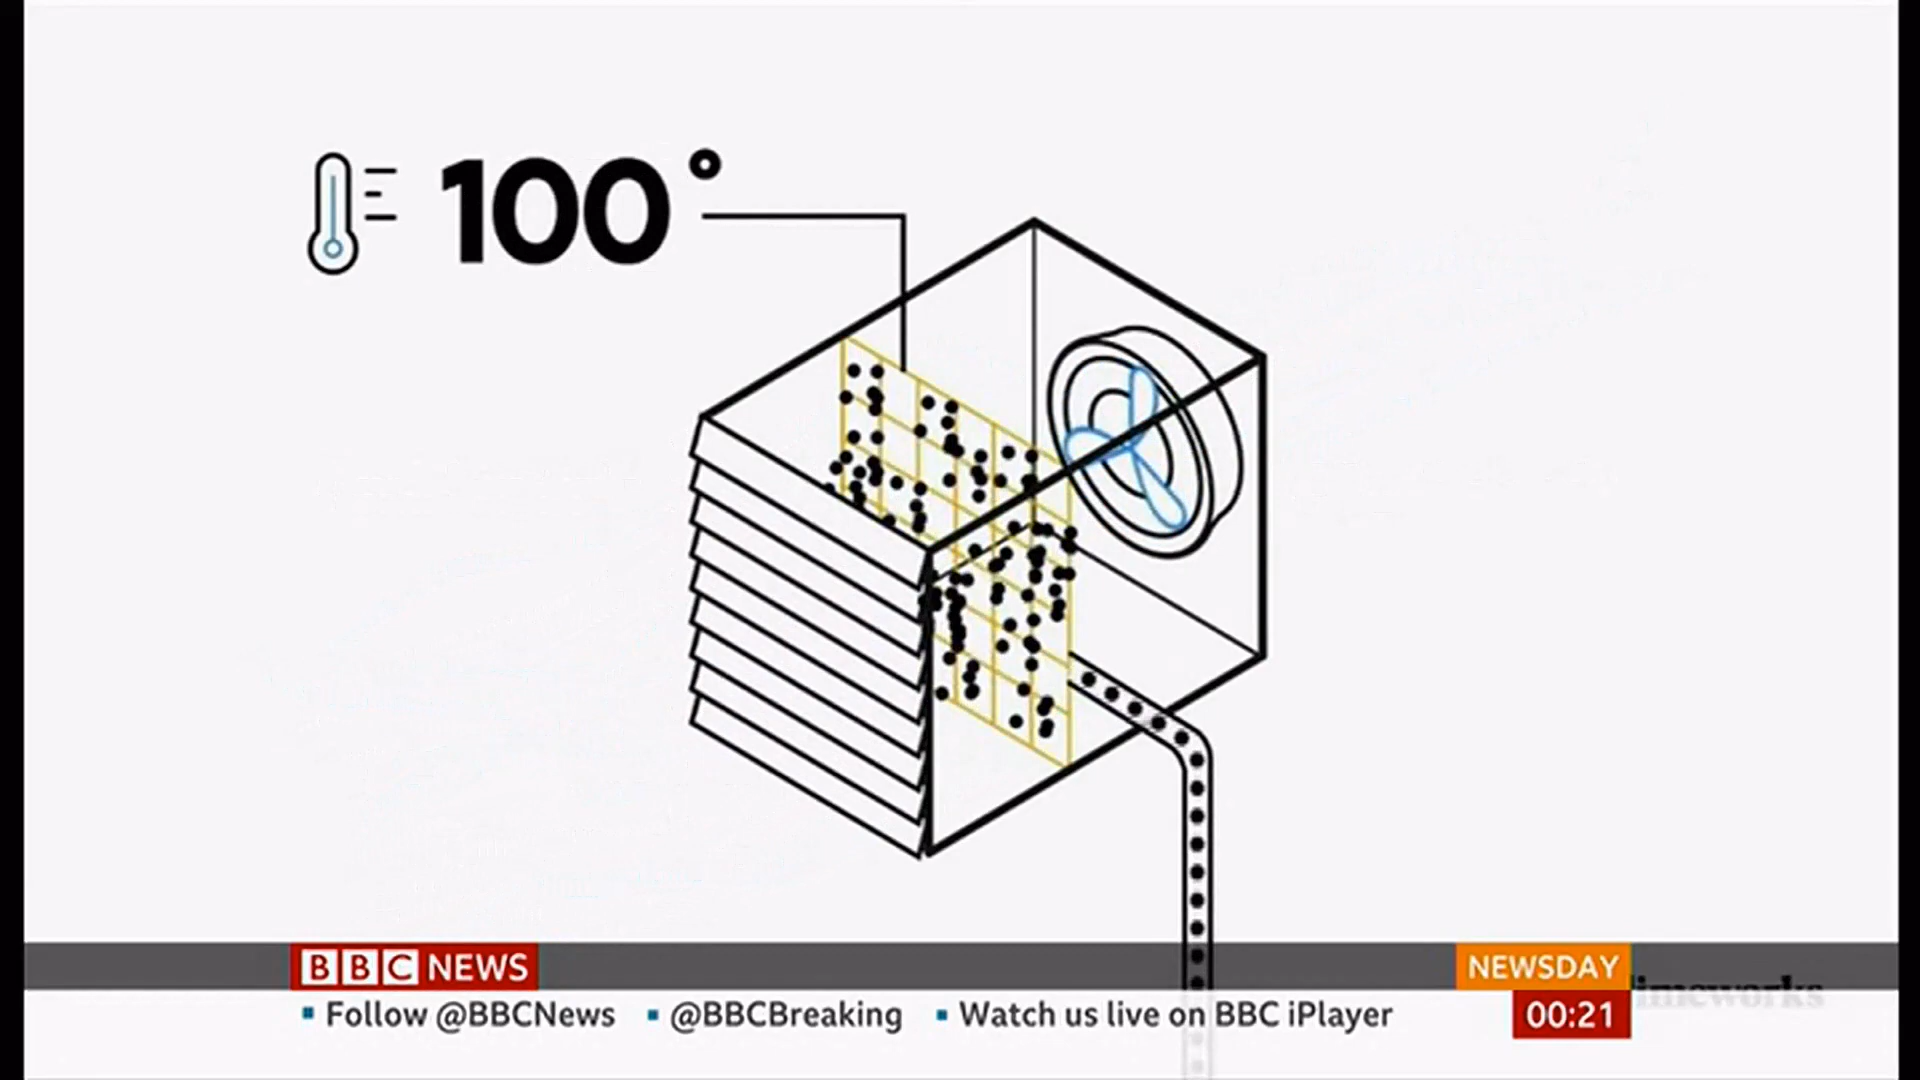 100°
BBC NEWS
NEWSDAY
Follow @BBCNews
@BBCBreaking
Watch us live on BBC iPlayer
00:21